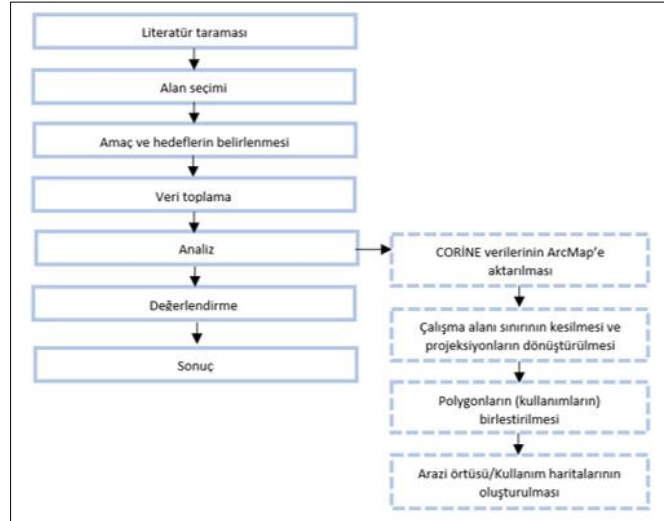 Literatür taraması
Alan seçimi
Amaç ve hedeflerin belirlenmesi
Veri toplama
Analiz
Değerlendirme
Sonuç
CORİNE verilerinin ArcMap'e
aktarılması
Çalışma alanı sınırının kesilmesi ve
projeksiyonların dönüştürülmesi
Polygonların (kullanımların)
birlestirilmesi
Arazi örtüsü/Kullanım haritalarının
oluşturulması